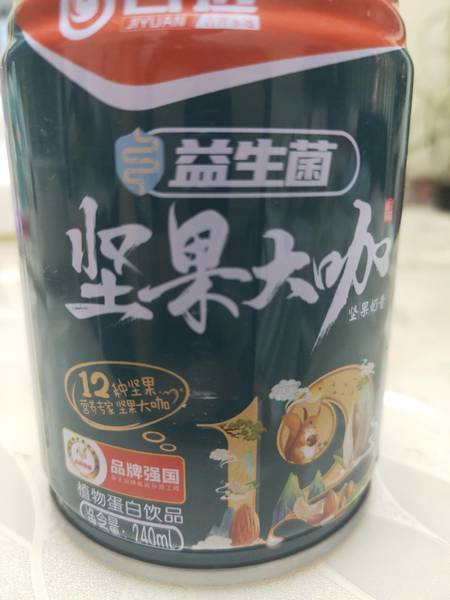 JIYUAN
益生菌
坚果大咖
坚果奶香
12种坚果
营养专家 坚果大咖
品牌强国
植物蛋白饮品
净含量: 240mL